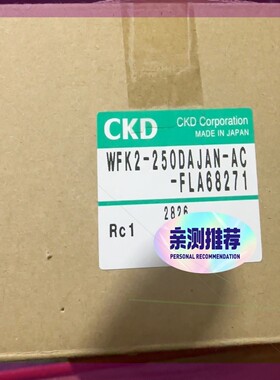 CKD
CKD Corporation
MADE IN JAPAN
WFK2-250DAJAN-AC
-FLA68271
2826
Rc1
亲测推荐
PERSONAL RECOMMENDATION